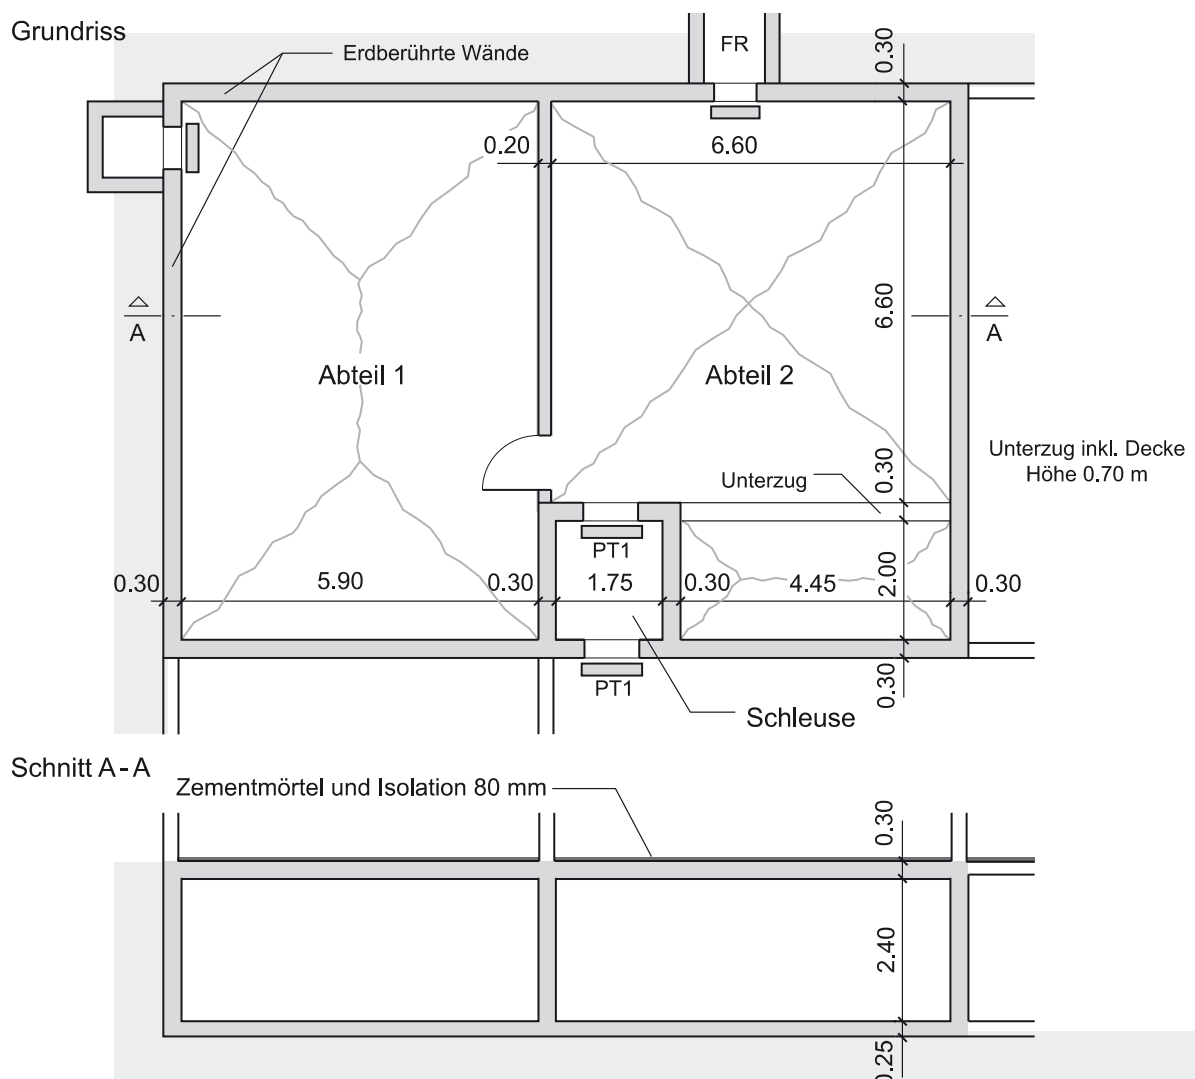 Grundriss
FR
0.30
Erdberührte Wände
0.20
6.60
6.60
A
A
Abteil 1
Abteil 2
Unterzug inkl. Decke
Höhe 0.70 m
0.30
Unterzug
PT1
0.30
5.90
0.30
1.75
0.30
4.45
2.00
0.30
PT1
0.30
Schleuse
Schnitt A - A
Zementmörtel und Isolation 80 mm
0.30
2.40
0.25